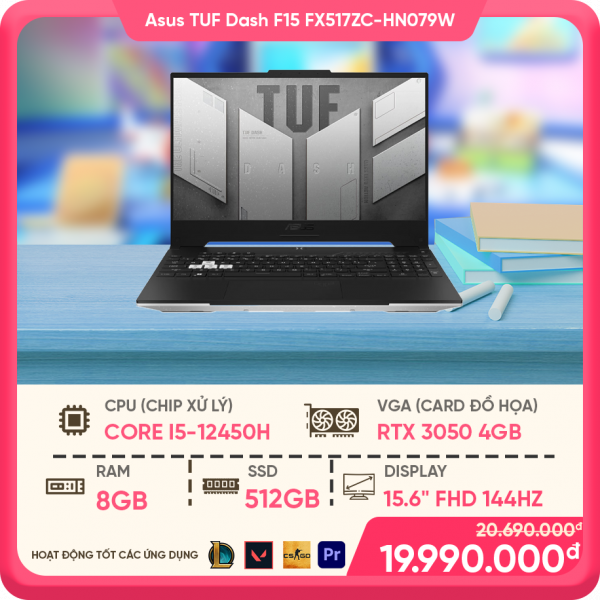 Asus TUF Dash F15 FX517ZC-HN079W
TUF
DASH
ASUS
CPU (CHIP XỬ LÝ)
CORE I5-12450H
VGA (CARD ĐỒ HỌA)
RTX 3050 4GB
RAM
8GB
SSD
512GB
DISPLAY
15.6" FHD 144HZ
20.690.000đ
HOẠT ĐỘNG TỐT CÁC ỨNG DỤNG
CS:GO
Pr
19.990.000đ